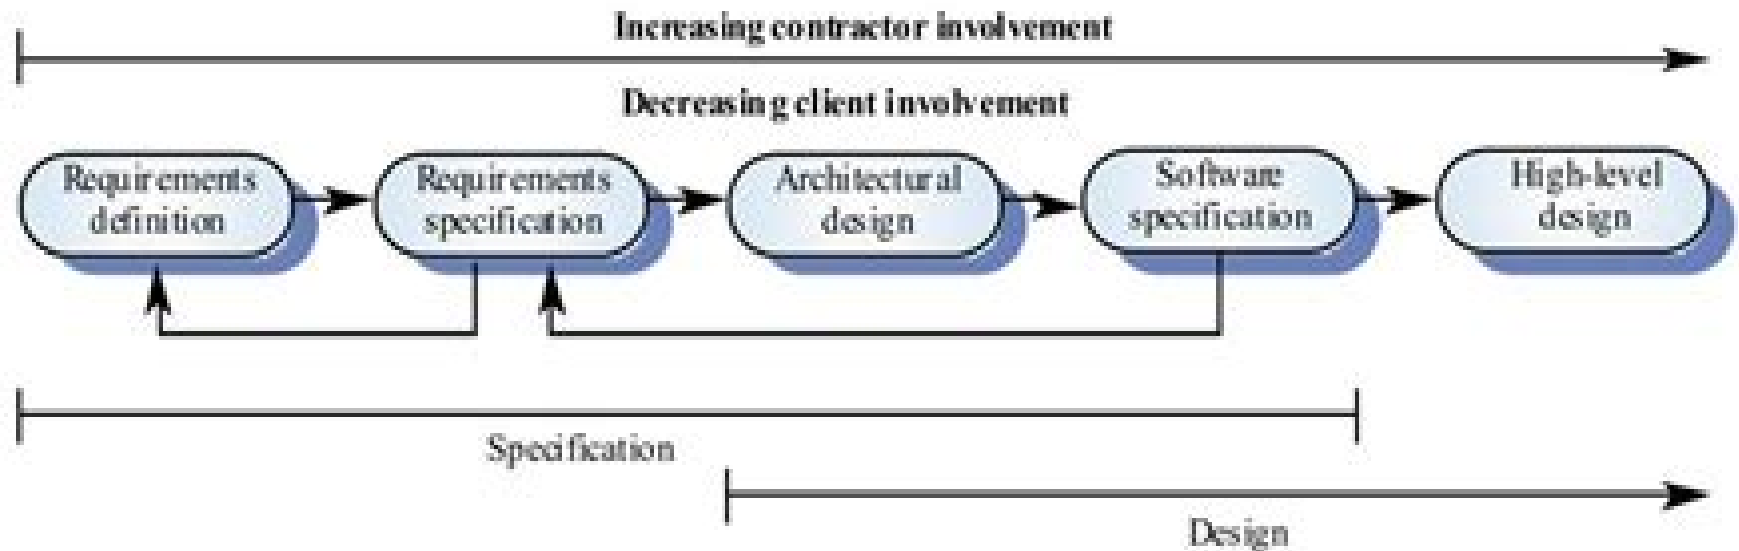 Increasing contractor involvement
Decreasing client involvement
Requirements
definition
Requirements
specification
Architectural
design
Software
specification
High-level
design
Specification
Design